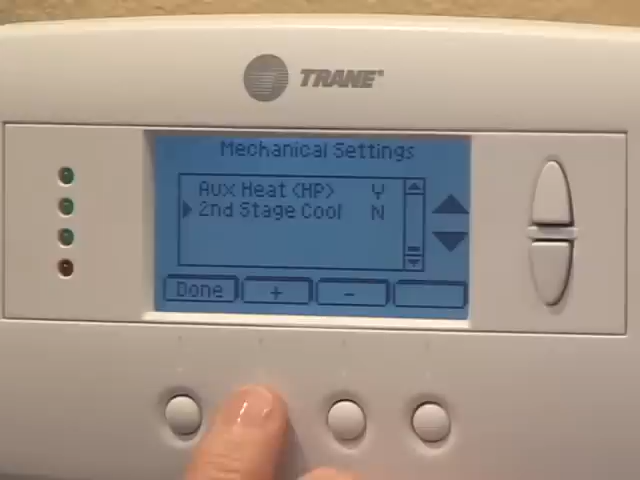 TRANE®
Mechanical Settings
Aux Heat (HP) Y
2nd Stage Cool N
Done + -